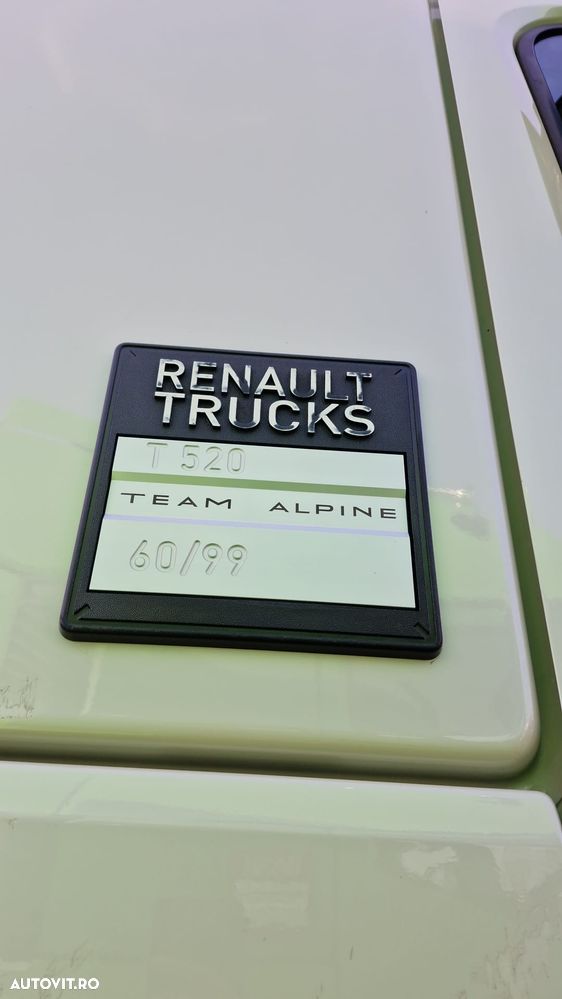 RENAULT
TRUCKS
T 520
TEAM ALPINE
60/99
AUTOVIT.RO